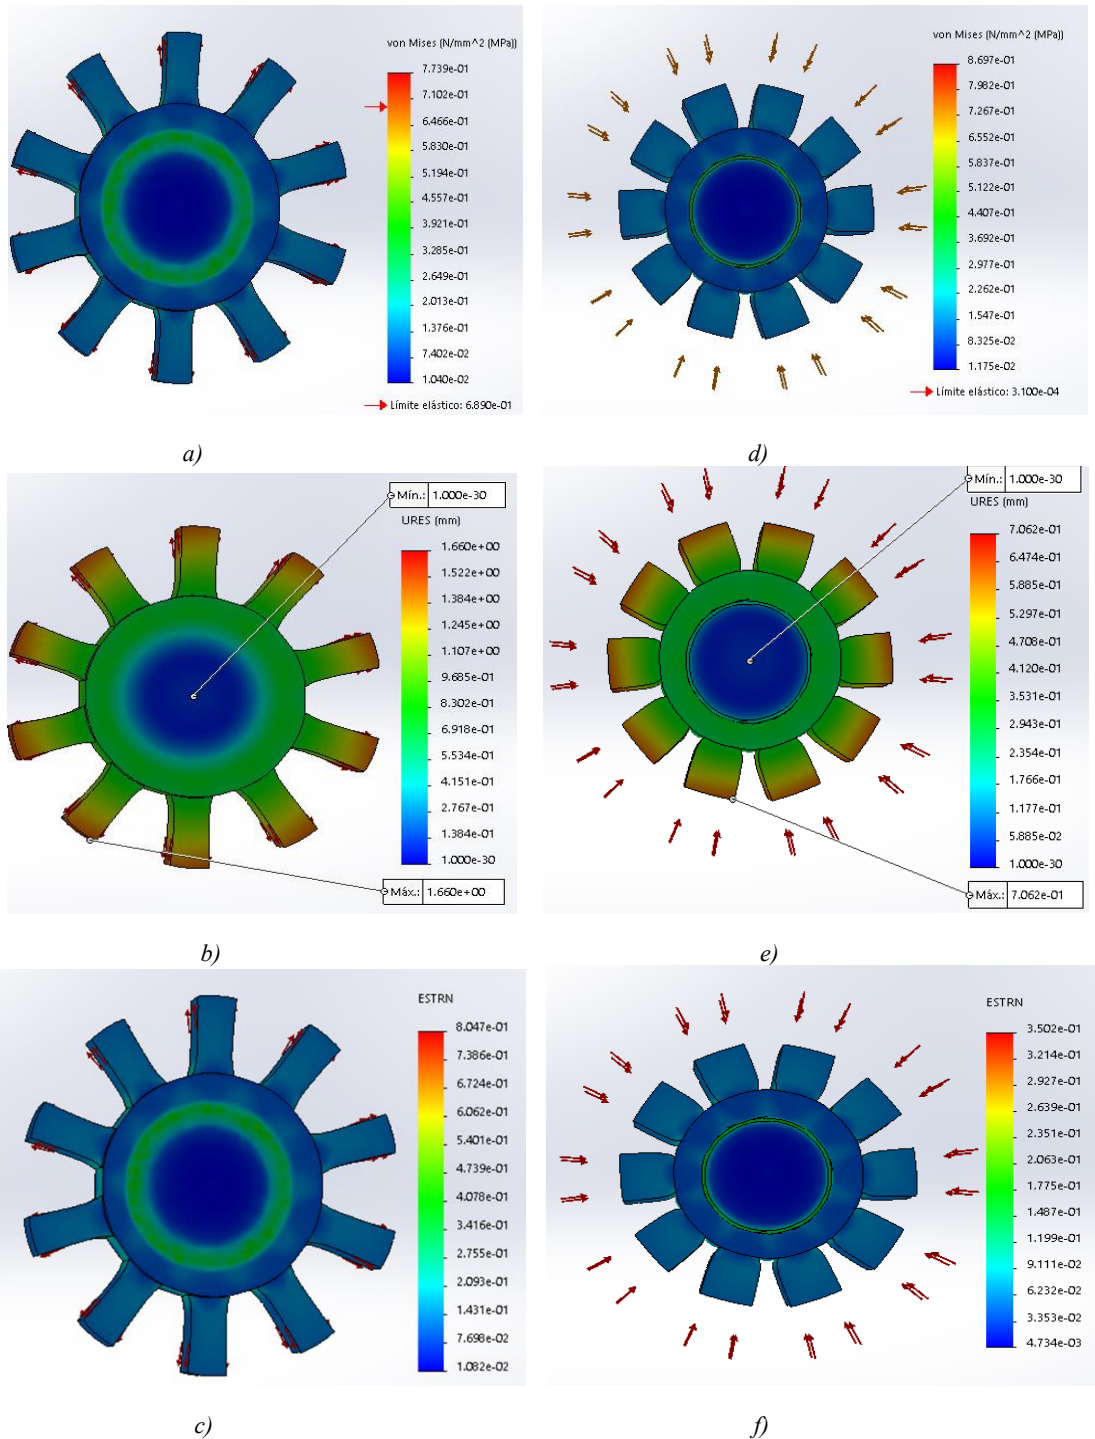 von Mises (N/mm^2 (MPa))
7.739e-01
7.102e-01
6.466e-01
5.830e-01
5.194e-01
4.557e-01
3.921e-01
3.285e-01
2.649e-01
2.013e-01
1.376e-01
7.402e-02
1.040e-02
Límite elástico: 6.890e-01
a)
von Mises (N/mm^2 (MPa))
8.697e-01
7.982e-01
7.267e-01
6.552e-01
5.837e-01
5.122e-01
4.407e-01
3.692e-01
2.977e-01
2.262e-01
1.547e-01
8.325e-02
1.175e-02
Límite elástico: 3.100e-04
d)
Mín.: 1.000e-30
URES (mm)
1.660e+00
1.522e+00
1.384e+00
1.245e+00
1.107e+00
9.685e-01
8.302e-01
6.918e-01
5.534e-01
4.151e-01
2.767e-01
1.384e-01
1.000e-30
Máx.: 1.660e+00
b)
Mín.: 1.000e-30
URES (mm)
7.062e-01
6.474e-01
5.885e-01
5.297e-01
4.708e-01
4.120e-01
3.531e-01
2.943e-01
2.354e-01
1.766e-01
1.177e-01
5.885e-02
1.000e-30
Máx.: 7.062e-01
e)
ESTRN
8.047e-01
7.386e-01
6.724e-01
6.062e-01
5.401e-01
4.739e-01
4.078e-01
3.416e-01
2.755e-01
2.093e-01
1.431e-01
7.698e-02
1.082e-02
c)
ESTRN
3.502e-01
3.214e-01
2.927e-01
2.639e-01
2.351e-01
2.063e-01
1.775e-01
1.487e-01
1.199e-01
9.111e-02
6.232e-02
3.353e-02
4.734e-03
f)